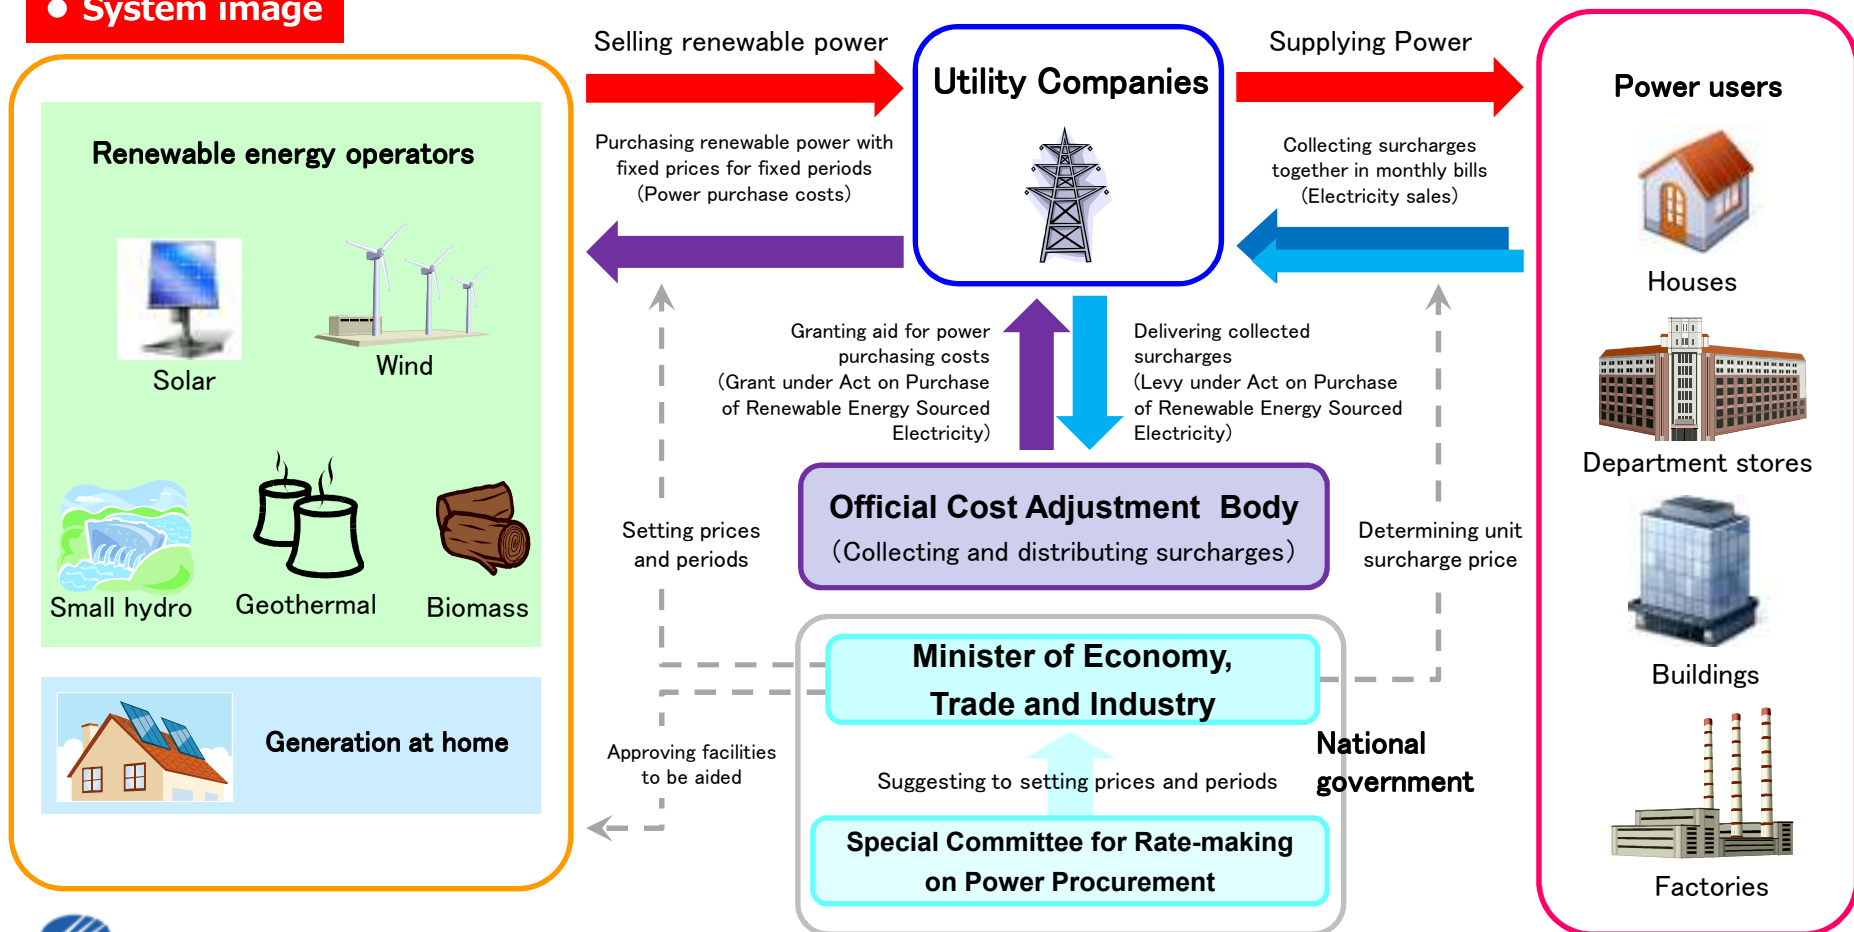 ● System image
Renewable energy operators
Solar
Wind
Small hydro
Geothermal
Biomass
Generation at home
Selling renewable power
Purchasing renewable power with
fixed prices for fixed periods
(Power purchase costs)
Utility Companies
Supplying Power
Collecting surcharges
together in monthly bills
(Electricity sales)
Granting aid for power
purchasing costs
(Grant under Act on Purchase
of Renewable Energy Sourced
Electricity)
Delivering collected
surcharges
(Levy under Act on Purchase
of Renewable Energy Sourced
Electricity)
Official Cost Adjustment Body
(Collecting and distributing surcharges)
Setting prices
and periods
Determining unit
surcharge price
Minister of Economy,
Trade and Industry
Approving facilities
to be aided
National
government
Suggesting to setting prices and periods
Special Committee for Rate-making
on Power Procurement
Power users
Houses
Department stores
Buildings
Factories